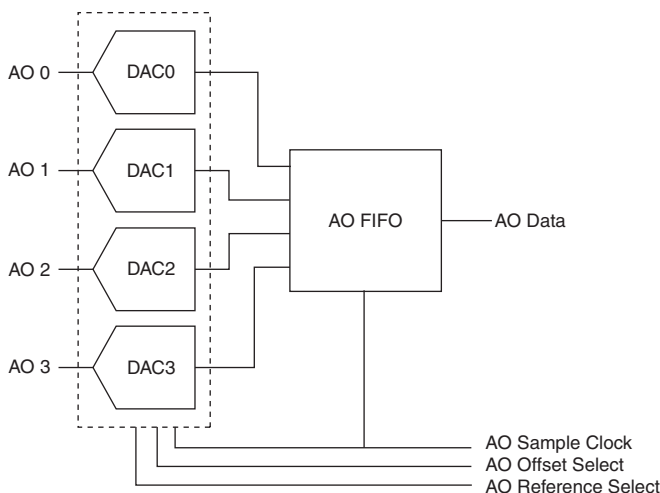 AO 0
DAC0
AO 1
DAC1
AO FIFO
AO Data
AO 2
DAC2
AO 3
DAC3
AO Sample Clock
AO Offset Select
AO Reference Select